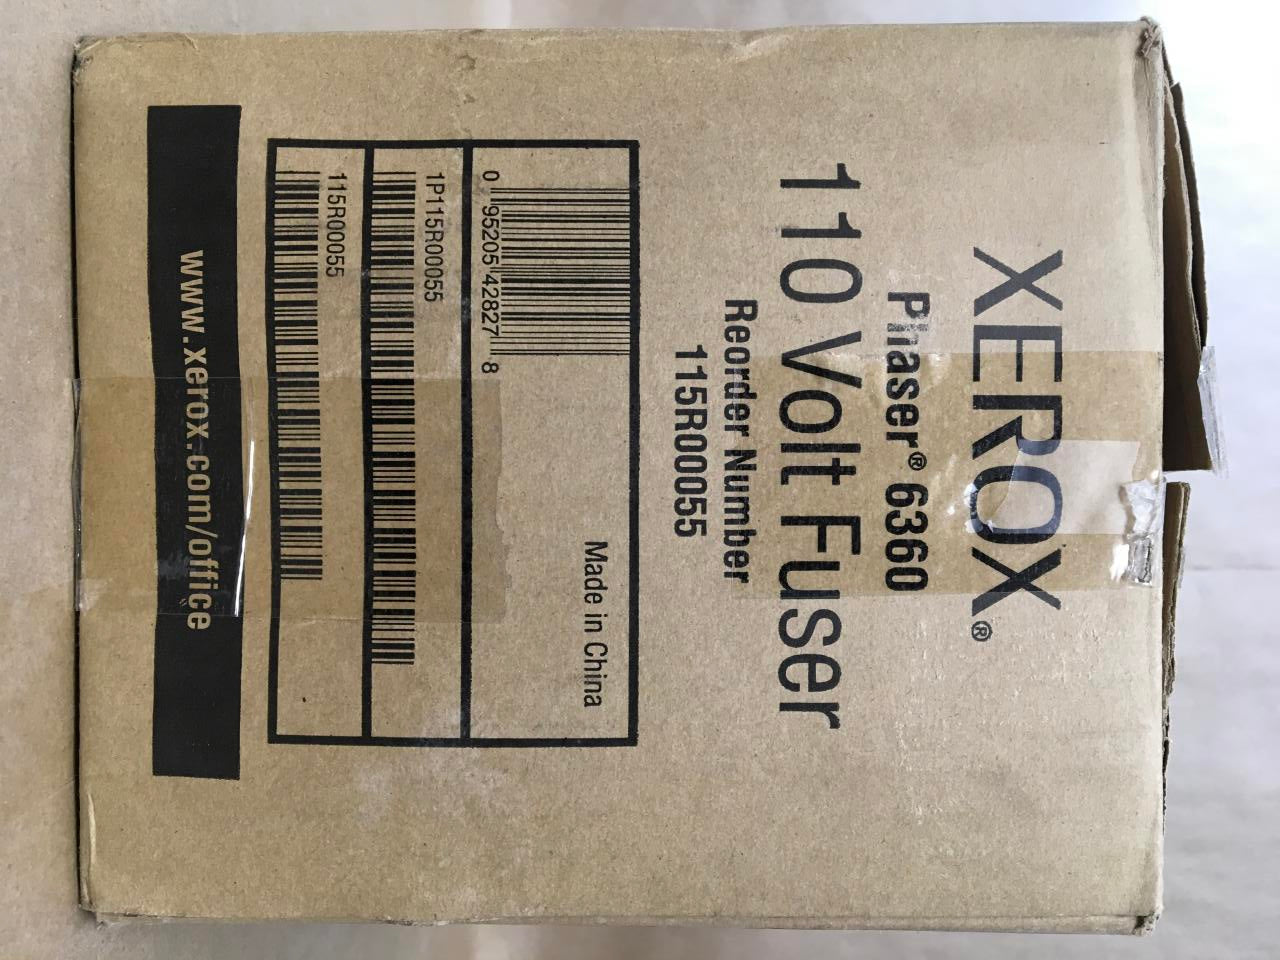 XEROX®
Phaser® 6360
110 Volt Fuser
Reorder Number
115R00055
Made in China
0 95205 42827 8
1P115R00055
115R00055
www.xerox.com/office